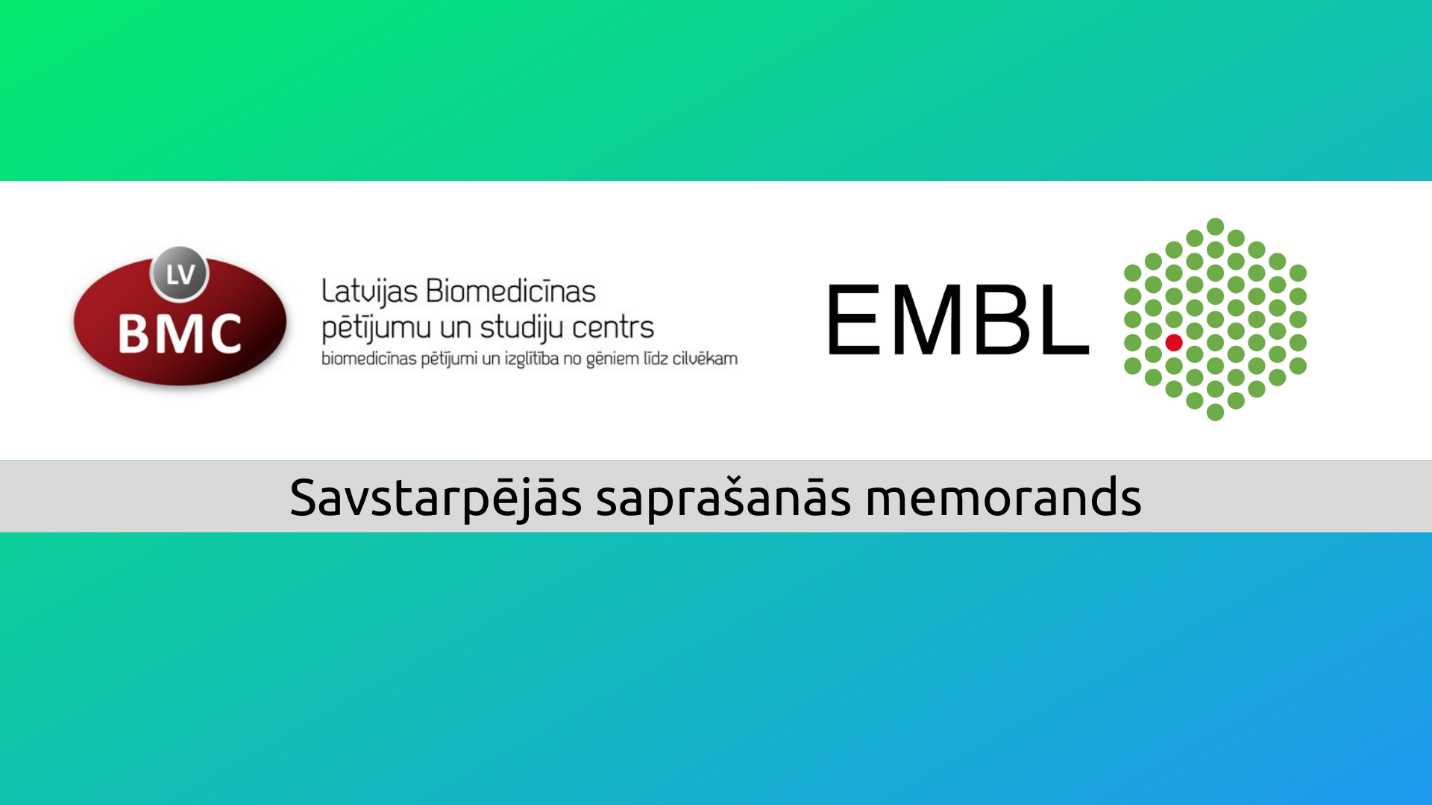 LV
BMC
Latvijas Biomedicīnas
pētījumu un studiju centrs
biomedicīnas pētījumi un izglītība no gēniem līdz cilvēkam
EMBL
Savstarpējās saprašanās memorands